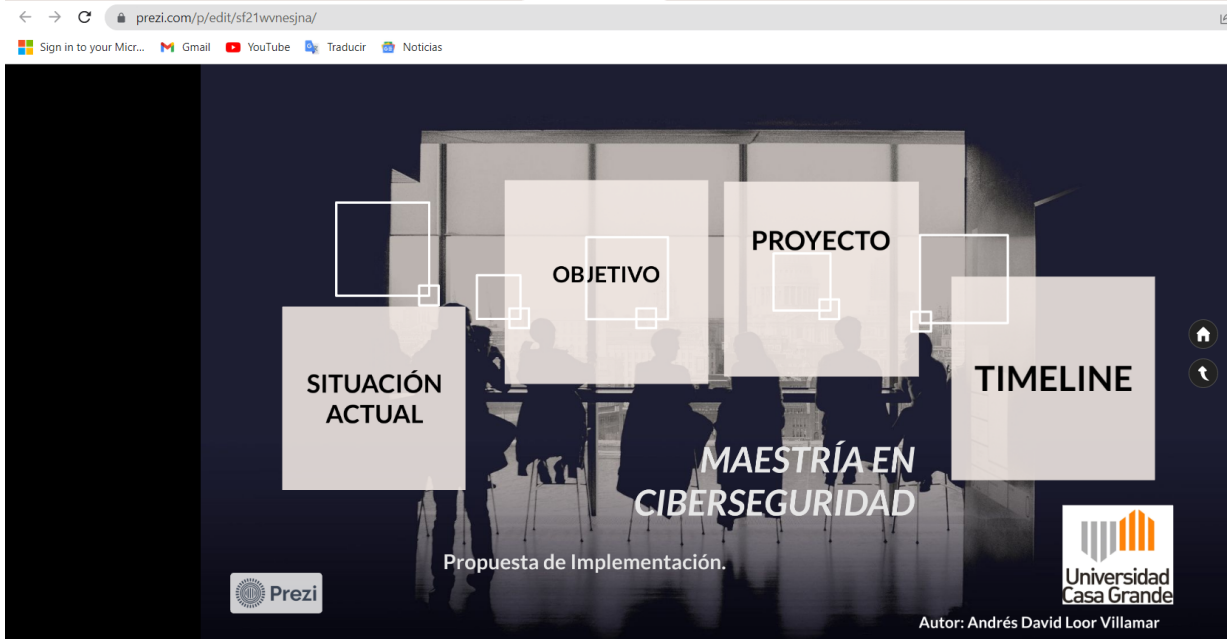 prezi.com/p/edit/sf21wvnesjna/
Sign in to your Micr...
Gmail
YouTube
Traducir
Noticias
OBJETIVO
PROYECTO
SITUACIÓN
ACTUAL
TIMELINE
MAESTRÍA EN
CIBERSEGURIDAD
Propuesta de Implementación.
Prezi
Universidad
Casa Grande
Autor: Andrés David Loor Villamar